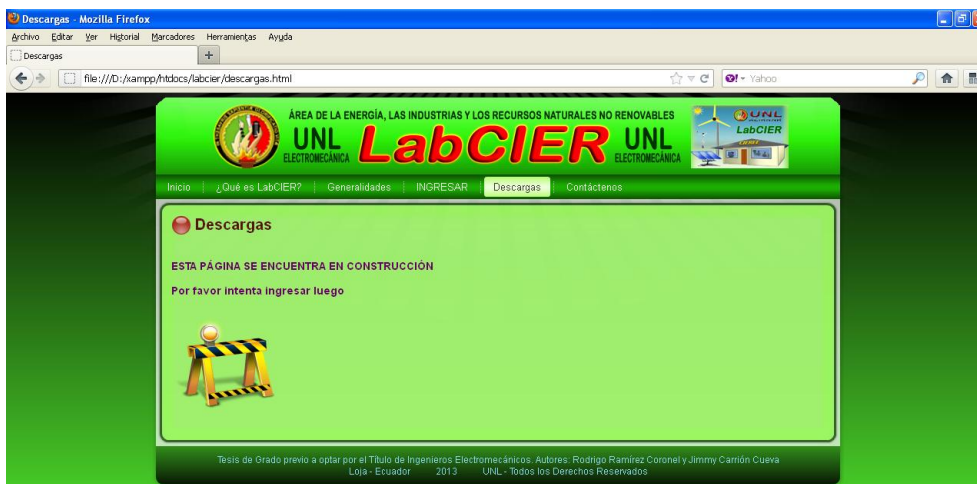 Descargas - Mozilla Firefox
Archivo Editar Ver Historial Marcadores Herramientas Ayuda
Descargas
file:///D:/xampp/htdocs/labcier/descargas.html
Yahoo
ÁREA DE LA ENERGÍA, LAS INDUSTRIAS Y LOS RECURSOS NATURALES NO RENOVABLES
UNL LabCIER UNL
ELECTROMECÁNICA ELECTROMECÁNICA
UNL
LabCIER
Inicio ¿Qué es LabCIER? Generalidades INGRESAR Descargas Contáctenos
Descargas
ESTA PÁGINA SE ENCUENTRA EN CONSTRUCCIÓN
Por favor intenta ingresar luego
Tesis de Grado previo a optar por el Título de Ingenieros Electromecánicos. Autores: Rodrigo Ramírez Coronel y Jimmy Carrión Cueva
Loja - Ecuador 2013 UNL - Todos los Derechos Reservados